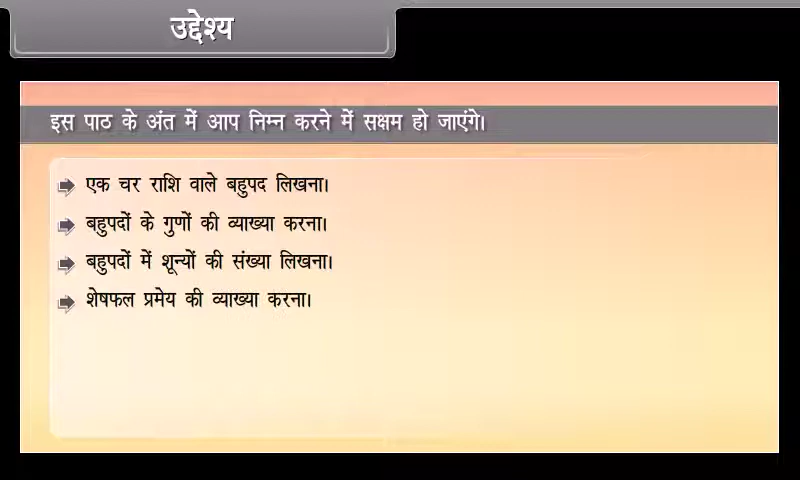 उद्देश्य
इस पाठ के अंत में आप निम्न करने में सक्षम हो जाएंगे।
एक चर राशि वाले बहुपद लिखना।
बहुपदों के गुणों की व्याख्या करना।
बहुपदों में शून्यों की संख्या लिखना।
शेषफल प्रमेय की व्याख्या करना।